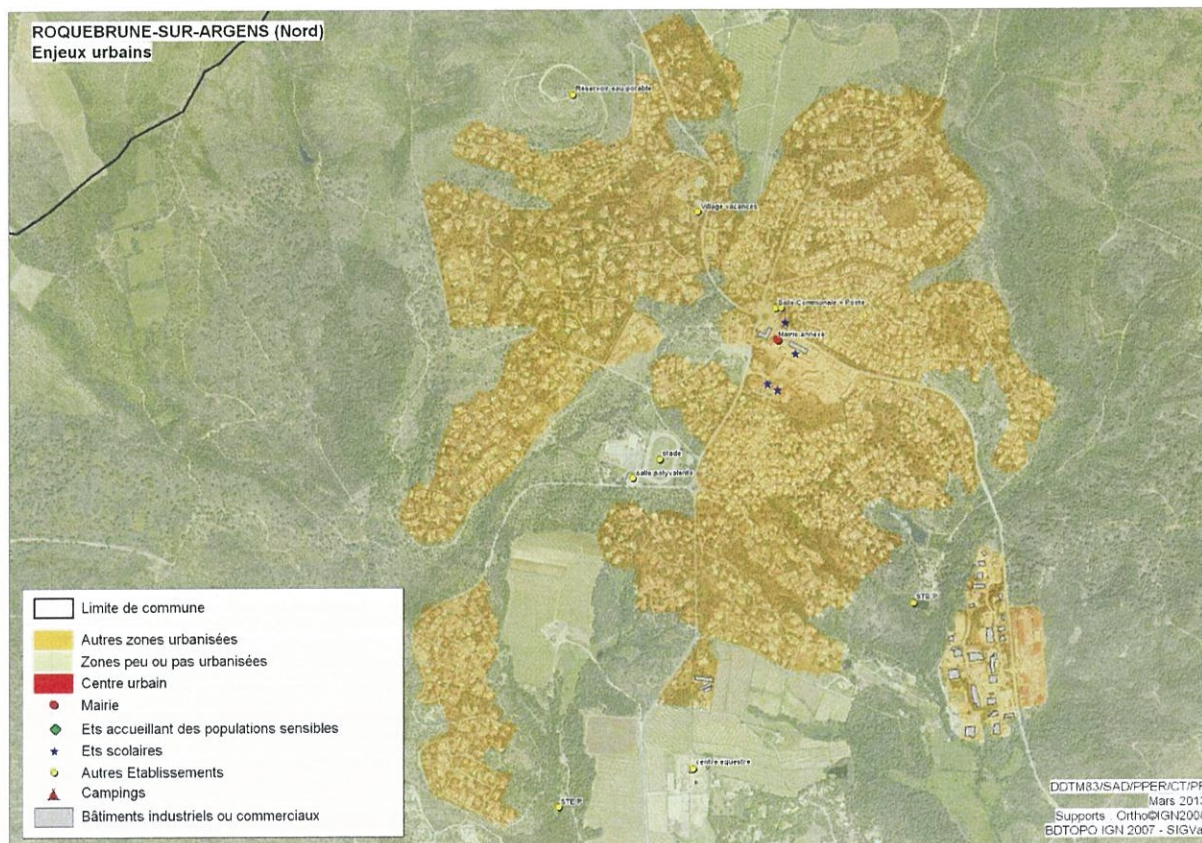 ROQUEBRUNE-SUR-ARGENS (Nord)
Enjeux urbains
Réservoir eau potable
Village vacances
Salle Communale + Poste
Mairie annexe
stade
salle polyvalente
STEP
centre equestre
STEP
Limite de commune
Autres zones urbanisées
Zones peu ou pas urbanisées
Centre urbain
Mairie
Ets accueillant des populations sensibles
Ets scolaires
Autres Etablissements
Campings
Bâtiments industriels ou commerciaux
DDTM83/SAD/PPER/CT/PF
Mars 2013
Supports : Ortho©IGN2008
BDTOPO IGN 2007 - SIGVa